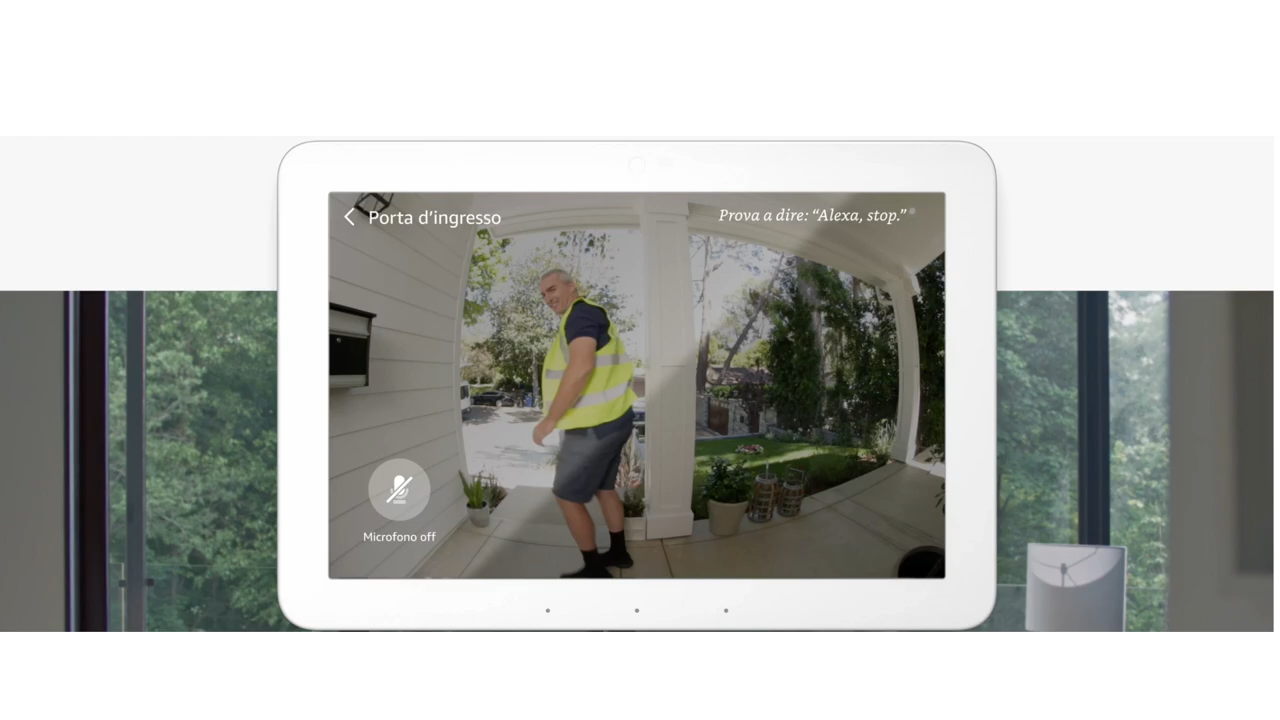 Porta d'ingresso
Prova a dire: “Alexa, stop.”
Microfono off